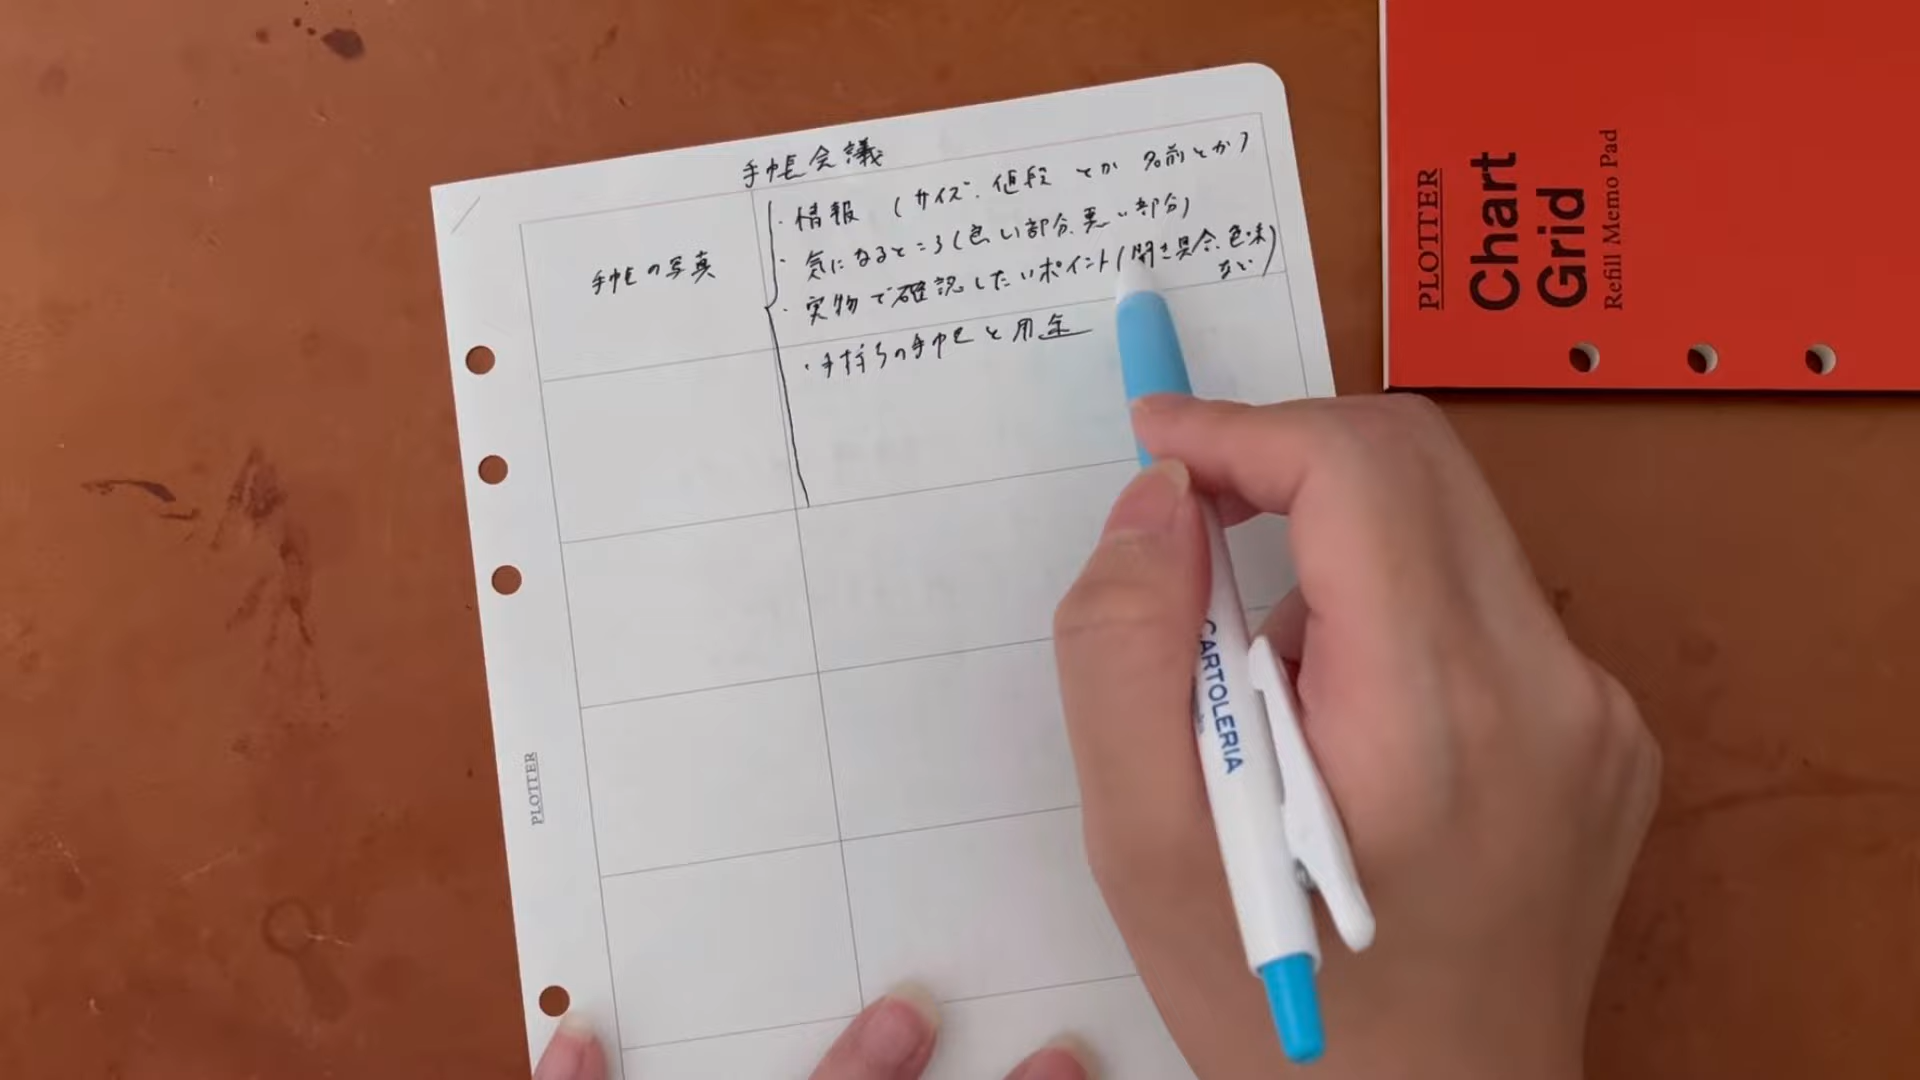 手帳会議
手帳の写真
・情報 (サイズ、値段 とか 名前とか)
・気になるところ(良い部分、悪い部分)
・実物で確認したいポイント(開き具合、色味
など)
・手持ちの手帳と用途
PLOTTER
CARTOLERIA
PLOTTER
Chart
Grid
Refill Memo Pad